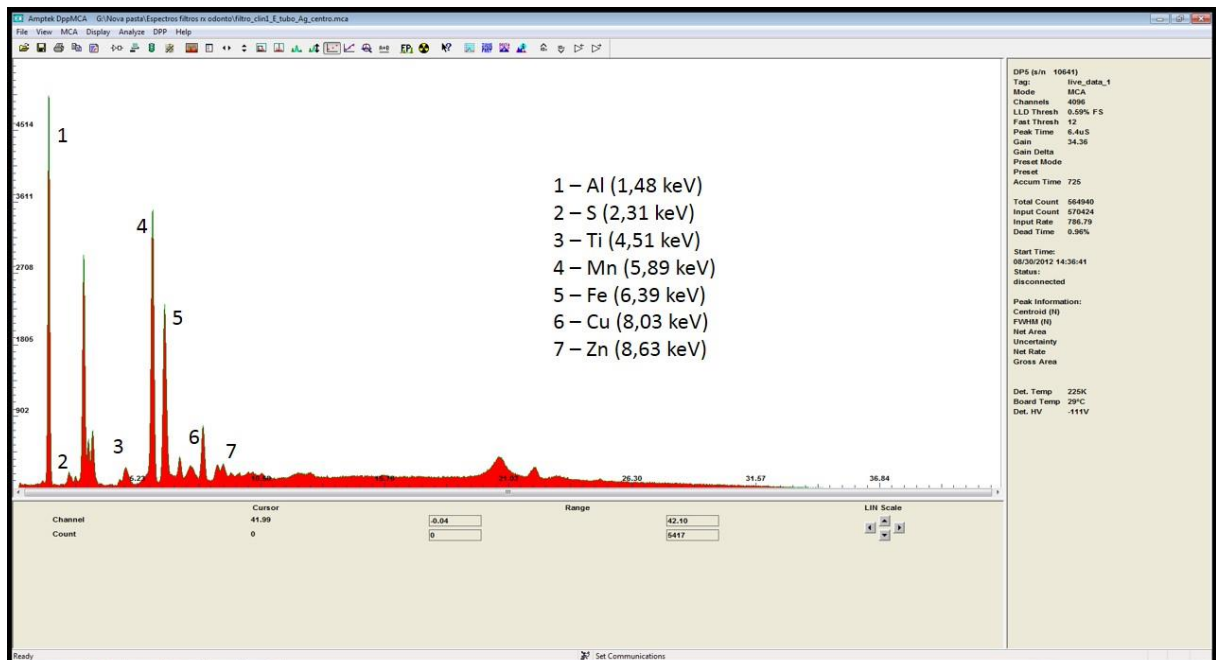 Amptek DppMCA G:\Nova pasta\Espectros filtros rx odonto\filtro_clin1_E_tubo_Ag_centro.mca
File View MCA Display Analyze DPP Help
DP5 (s/n 10641)
Tag: live_data_1
Mode MCA
Channels 4096
LLD Thresh 0.59% FS
Fast Thresh 12
Peak Time 6.4uS
Gain 34.36
Gain Delta
Preset Mode
Preset
Accum Time 725
Total Count 564940
Input Count 570424
Input Rate 786.79
Dead Time 0.96%
Start Time:
08/30/2012 14:36:41
Status:
disconnected
Peak Information:
Centroid (N)
FWHM (N)
Net Area
Uncertainty
Net Rate
Gross Area
Det. Temp 225K
Board Temp 29°C
Det. HV -111V
4514
3611
2708
1805
902
1
2
3
4
5
6
7
1 – Al (1,48 keV)
2 – S (2,31 keV)
3 – Ti (4,51 keV)
4 – Mn (5,89 keV)
5 – Fe (6,39 keV)
6 – Cu (8,03 keV)
7 – Zn (8,63 keV)
26.30 31.57 36.84
Cursor Range LIN Scale
Channel 41.99 -0.04 42.10
Count 0 0 5417
Ready Set Communications